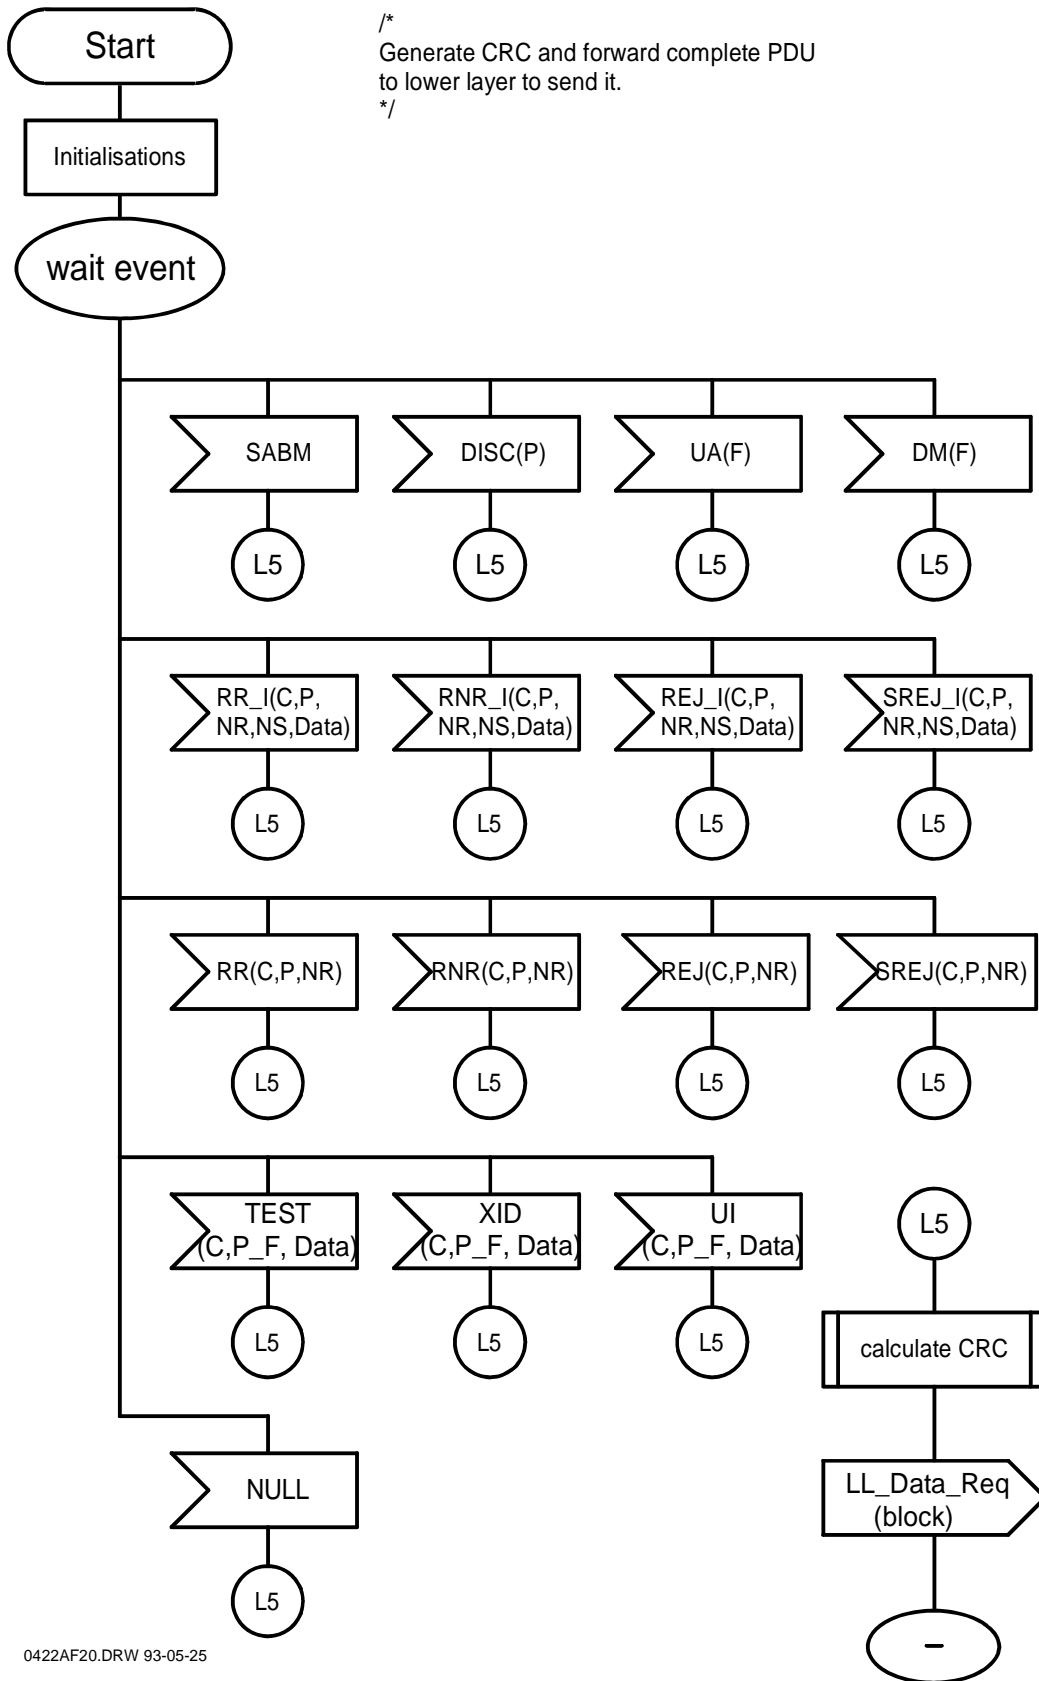 Start
/*
Generate CRC and forward complete PDU
to lower layer to send it.
*/
Initialisations
wait event
SABM
DISC(P)
UA(F)
DM(F)
L5
L5
L5
L5
RR_I(C,P,
NR,NS,Data)
RNR_I(C,P,
NR,NS,Data)
REJ_I(C,P,
NR,NS,Data)
SREJ_I(C,P,
NR,NS,Data)
L5
L5
L5
L5
RR(C,P,NR)
RNR(C,P,NR)
REJ(C,P,NR)
SREJ(C,P,NR)
L5
L5
L5
L5
TEST
(C,P_F, Data)
XID
(C,P_F, Data)
UI
(C,P_F, Data)
L5
L5
L5
L5
calculate CRC
NULL
LL_Data_Req
(block)
L5
–
0422AF20.DRW 93-05-25